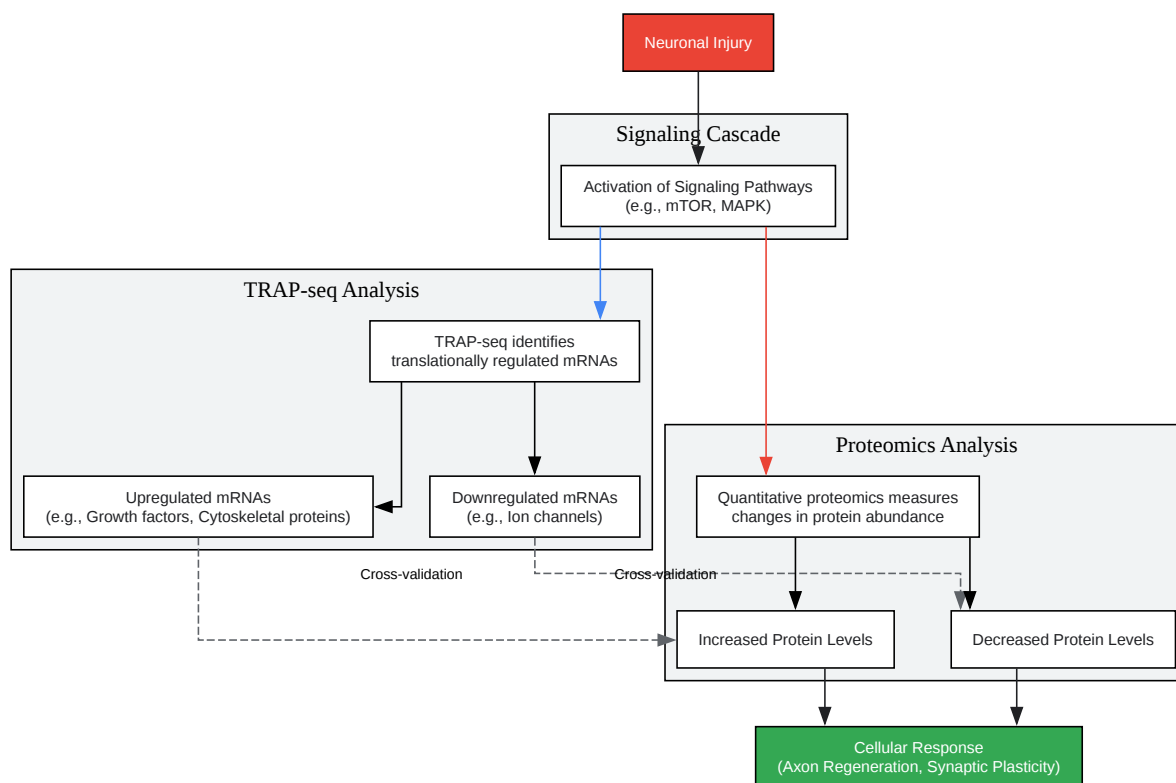 Neuronal Injury
Signaling Cascade
Activation of Signaling Pathways
(e.g., mTOR, MAPK)
TRAP-seq Analysis
TRAP-seq identifies
translationally regulated mRNAs
Proteomics Analysis
Upregulated mRNAs
(e.g., Growth factors, Cytoskeletal proteins)
Downregulated mRNAs
(e.g., Ion channels)
Quantitative proteomics measures
changes in protein abundance
Cross-validation
Cross-validation
Increased Protein Levels
Decreased Protein Levels
Cellular Response
(Axon Regeneration, Synaptic Plasticity)